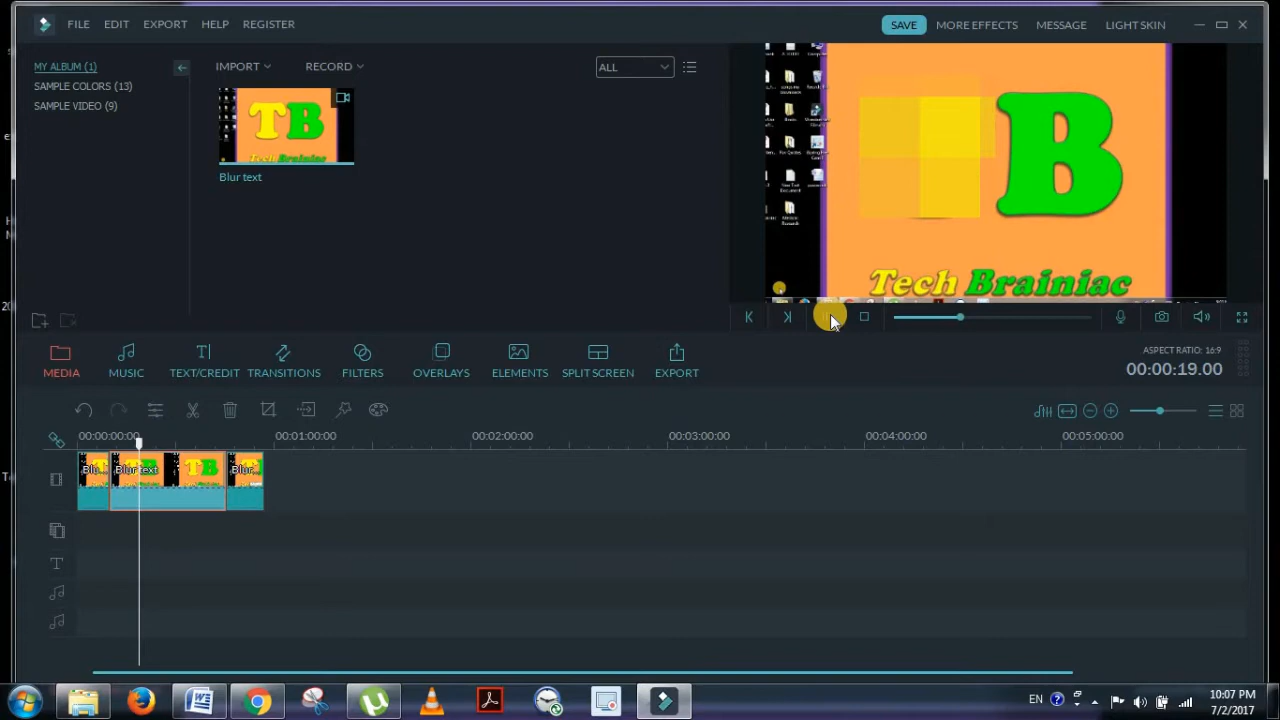 FILE EDIT EXPORT HELP REGISTER SAVE MORE EFFECTS MESSAGE LIGHT SKIN
MY ALBUM (1)
SAMPLE COLORS (13)
SAMPLE VIDEO (9)
IMPORT RECORD ALL
TB
Tech Brainiac
Blur text
B
Tech Brainiac
MEDIA MUSIC TEXT/CREDIT TRANSITIONS FILTERS OVERLAYS ELEMENTS SPLIT SCREEN EXPORT
ASPECT RATIO: 16:9
00:00:19.00
00:00:00:00 00:01:00:00 00:02:00:00 00:03:00:00 00:04:00:00 00:05:00:00
Blu... Blur text TB Blur...
EN 10:07 PM
7/2/2017